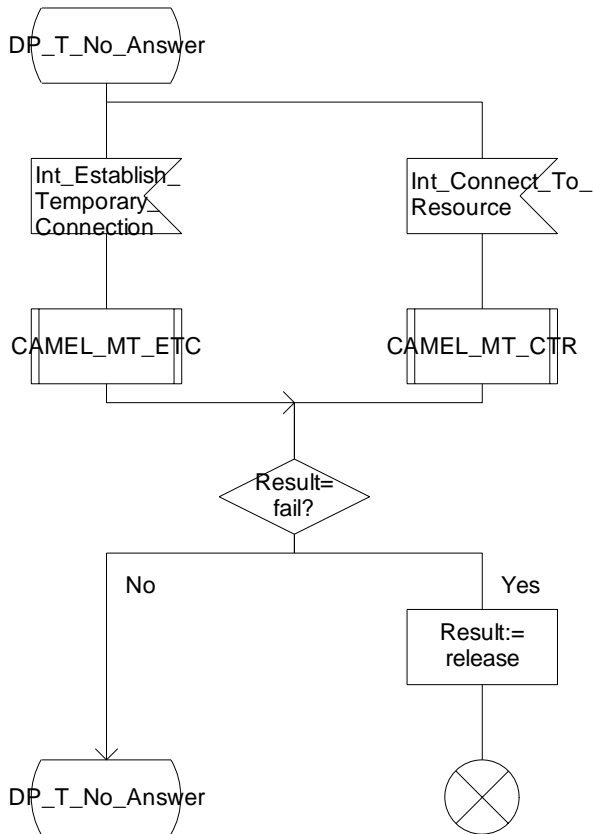 DP_T_No_Answer
Int_Establish_
Temporary_
Connection
Int_Connect_To_
Resource
CAMEL_MT_ETC
CAMEL_MT_CTR
Result=
fail?
No
Yes
Result:=
release
DP_T_No_Answer